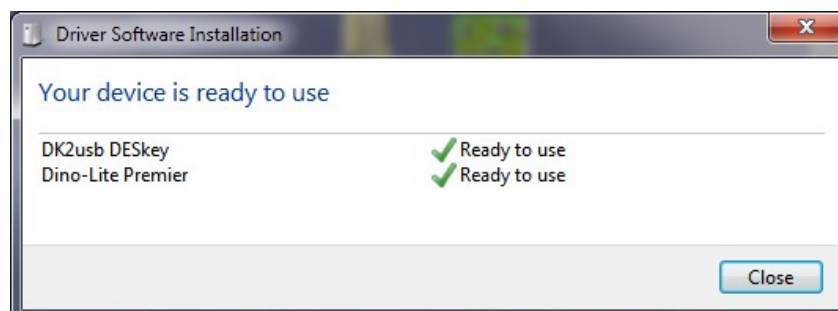 Driver Software Installation
Your device is ready to use
DK2usb DESkey Ready to use
Dino-Lite Premier Ready to use
Close